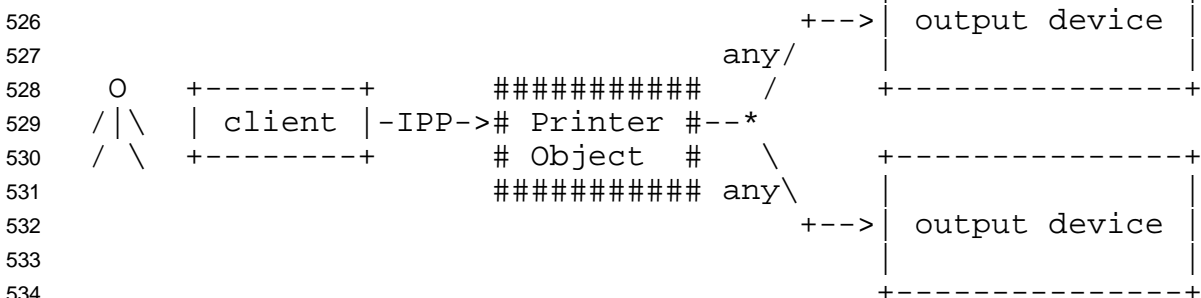 526                                      +-->| output device |
527                                  any/    |               |
528    O    +--------+      ###########   /     +---------------+
529   /|\   | client |-IPP-># Printer #--*
530   / \   +--------+      # Object  #   \     +---------------+
531                         ########### any\    |               |
532                                      +-->| output device |
533                                          |               |
534                                          +---------------+